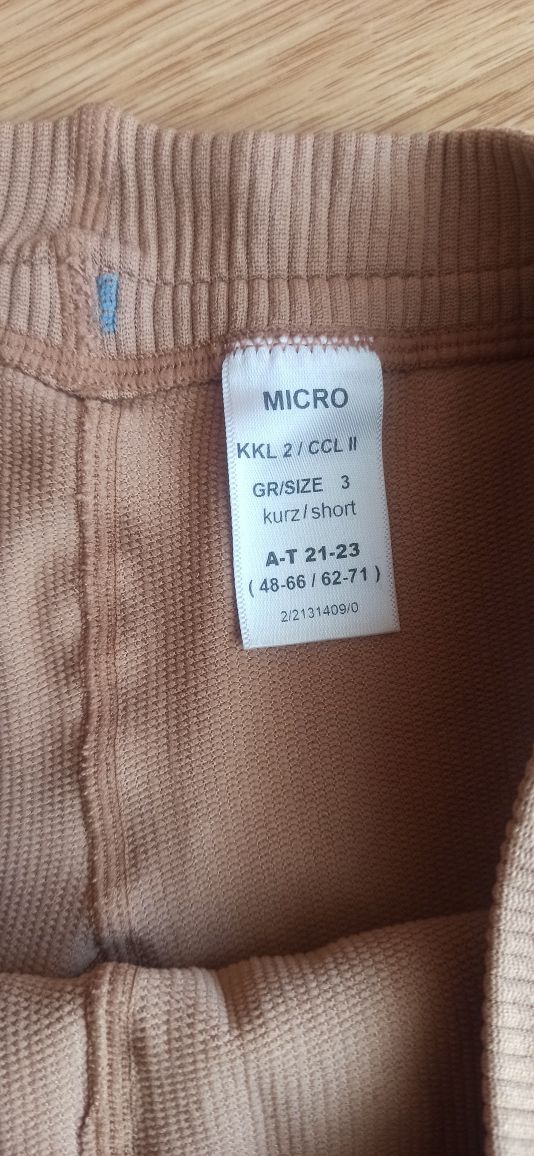 MICRO
KKL 2 / CCL II
GR/SIZE 3
kurz/short
A-T 21-23
( 48-66 / 62-71 )
2/2131409/0